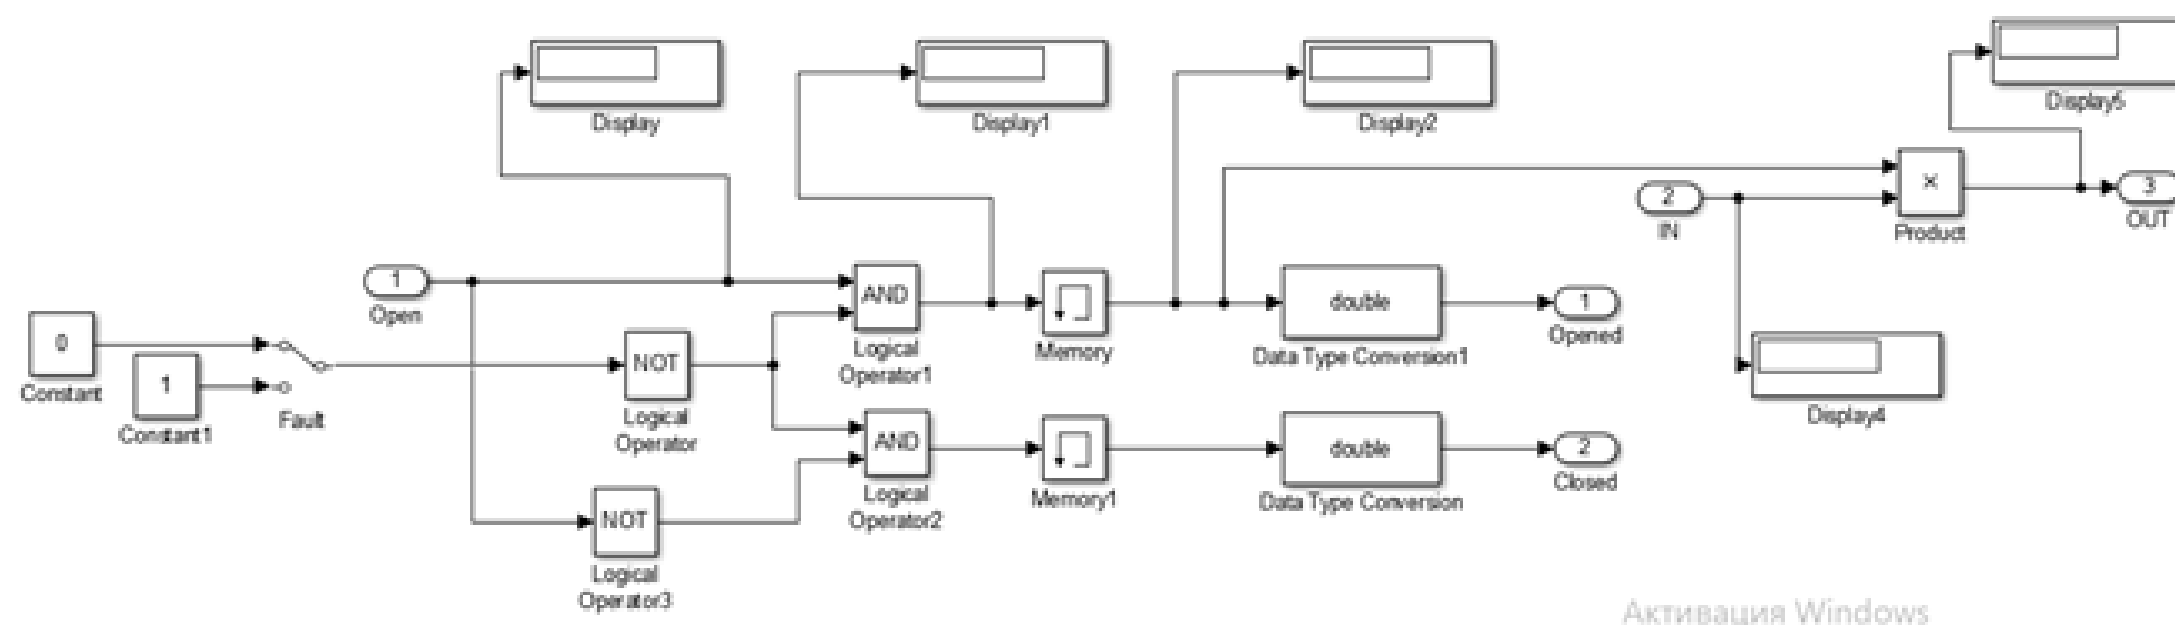 Display
Display1
Display2
Display5
1
Open
0
Constant
1
Constant1
Fault
NOT
Logical
Operator
NOT
Logical
Operator3
AND
Logical
Operator1
AND
Logical
Operator2
Memory
Memory1
double
Data Type Conversion1
double
Data Type Conversion
1
Opened
2
Closed
2
IN
×
Product
3
OUT
Display4
Активация Windows